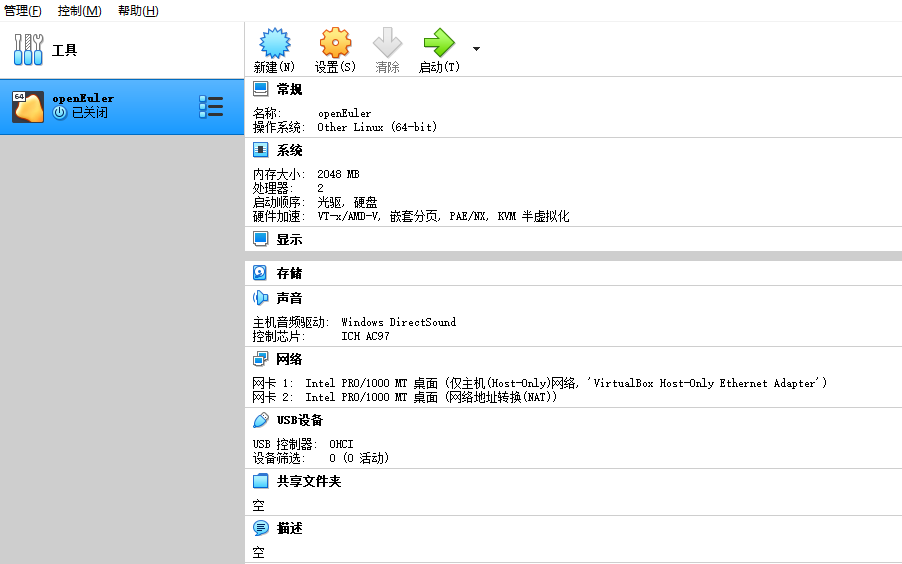 管理(F) 控制(M) 帮助(H)
工具
新建(N) 设置(S) 清除 启动(T)
64
openEuler
已关闭
常规
名称: openEuler
操作系统: Other Linux (64-bit)
系统
内存大小: 2048 MB
处理器: 2
启动顺序: 光驱, 硬盘
硬件加速: VT-x/AMD-V, 嵌套分页, PAE/NX, KVM 半虚拟化
显示
存储
声音
主机音频驱动: Windows DirectSound
控制芯片: ICH AC97
网络
网卡 1: Intel PRO/1000 MT 桌面 (仅主机(Host-Only)网络, 'VirtualBox Host-Only Ethernet Adapter')
网卡 2: Intel PRO/1000 MT 桌面 (网络地址转换(NAT))
USB设备
USB 控制器: OHCI
设备筛选: 0 (0 活动)
共享文件夹
空
描述
空